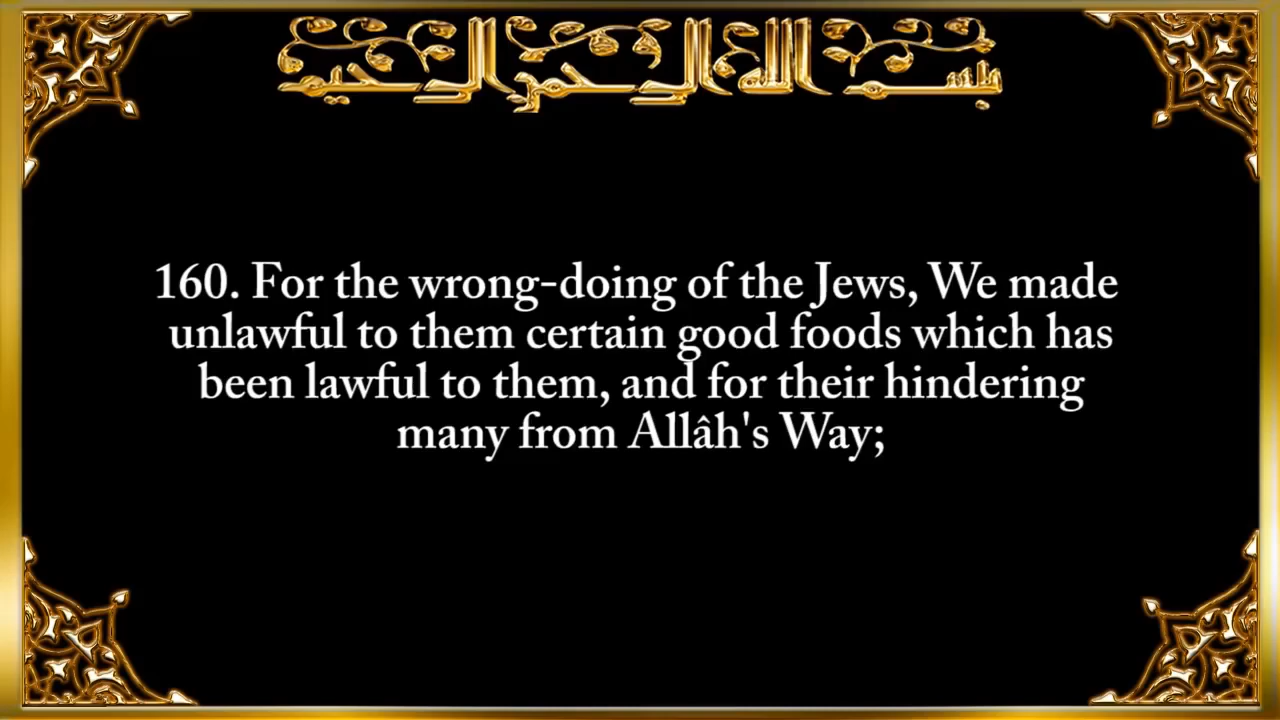 بسم الله الرحمن الرحيم
160. For the wrong-doing of the Jews, We made
unlawful to them certain good foods which has
been lawful to them, and for their hindering
many from Allâh's Way;